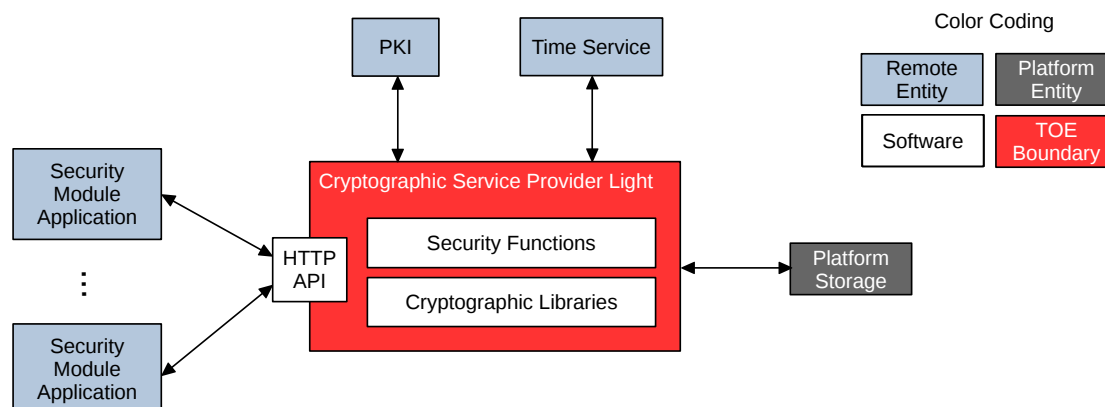 PKI
Time Service
Color Coding
Remote
Entity
Platform
Entity
Software
TOE
Boundary
Security
Module
Application
⋮
Security
Module
Application
HTTP
API
Cryptographic Service Provider Light
Security Functions
Cryptographic Libraries
Platform
Storage